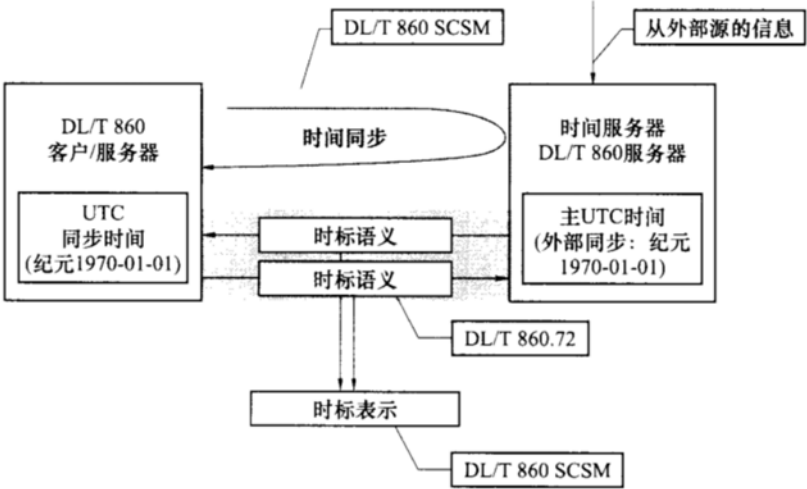 DL/T 860 SCSM
从外部源的信息
DL/T 860
客户/服务器
时间同步
时间服务器
DL/T 860服务器
UTC
同步时间
(纪元1970-01-01)
时标语义
时标语义
主UTC时间
(外部同步：纪元
1970-01-01)
DL/T 860.72
时标表示
DL/T 860 SCSM